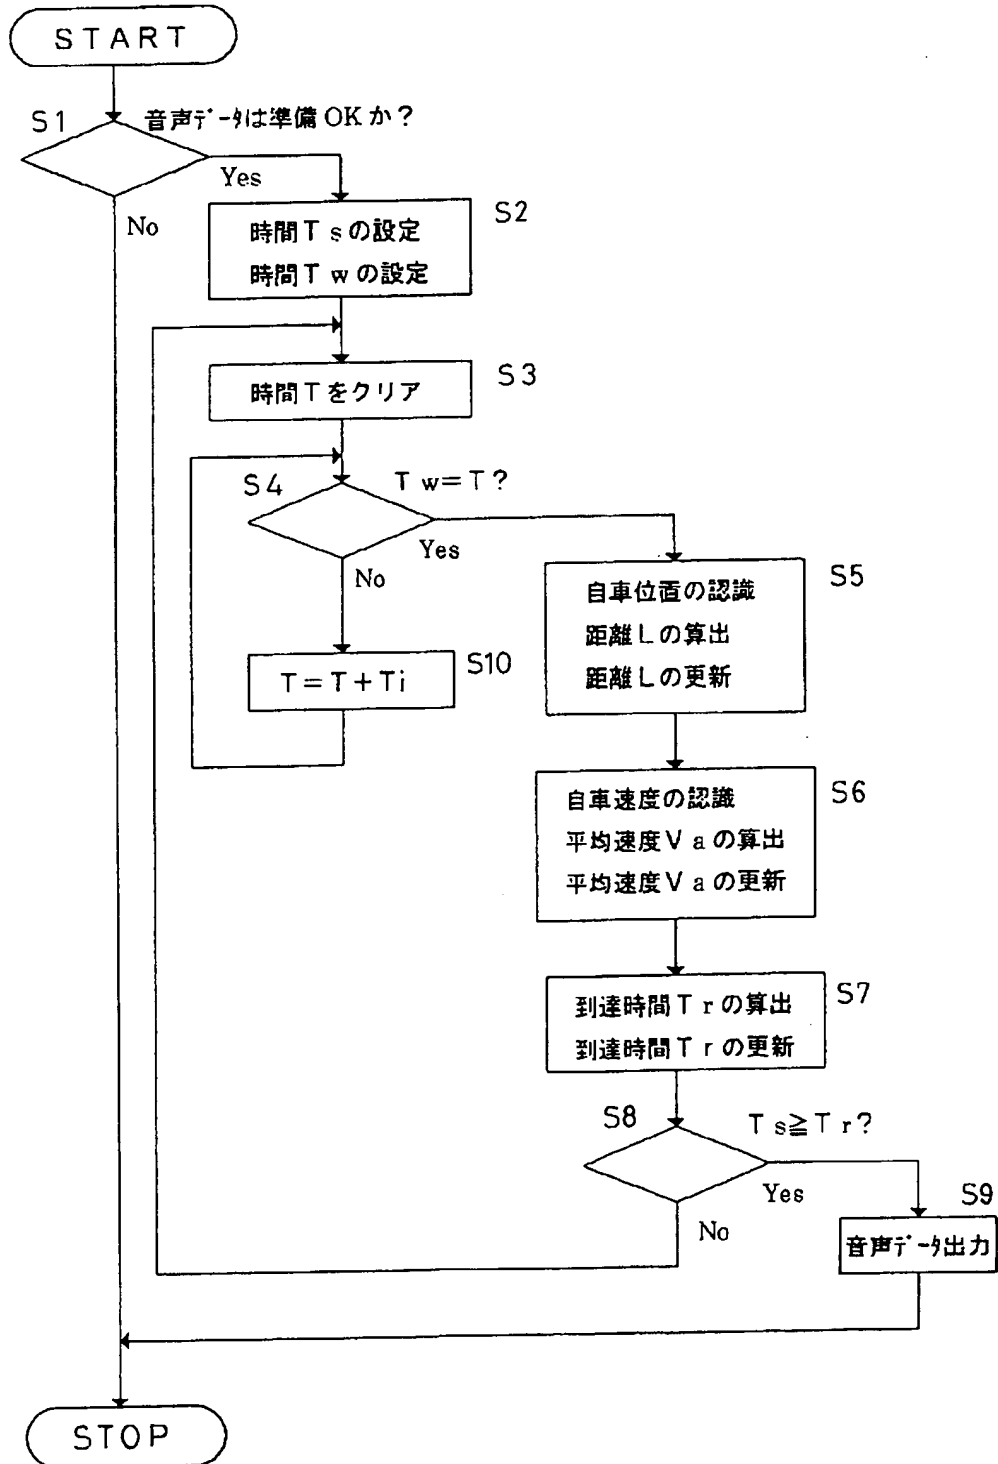 START
S1
音声データは準備OKか?
Yes
No
S2
時間Tsの設定
時間Twの設定
S3
時間Tをクリア
S4
Tw=T?
Yes
No
S10
T=T+Ti
S5
自車位置の認識
距離Lの算出
距離Lの更新
S6
自車速度の認識
平均速度Vaの算出
平均速度Vaの更新
S7
到達時間Trの算出
到達時間Trの更新
S8
Ts≧Tr?
Yes
No
S9
音声データ出力
STOP